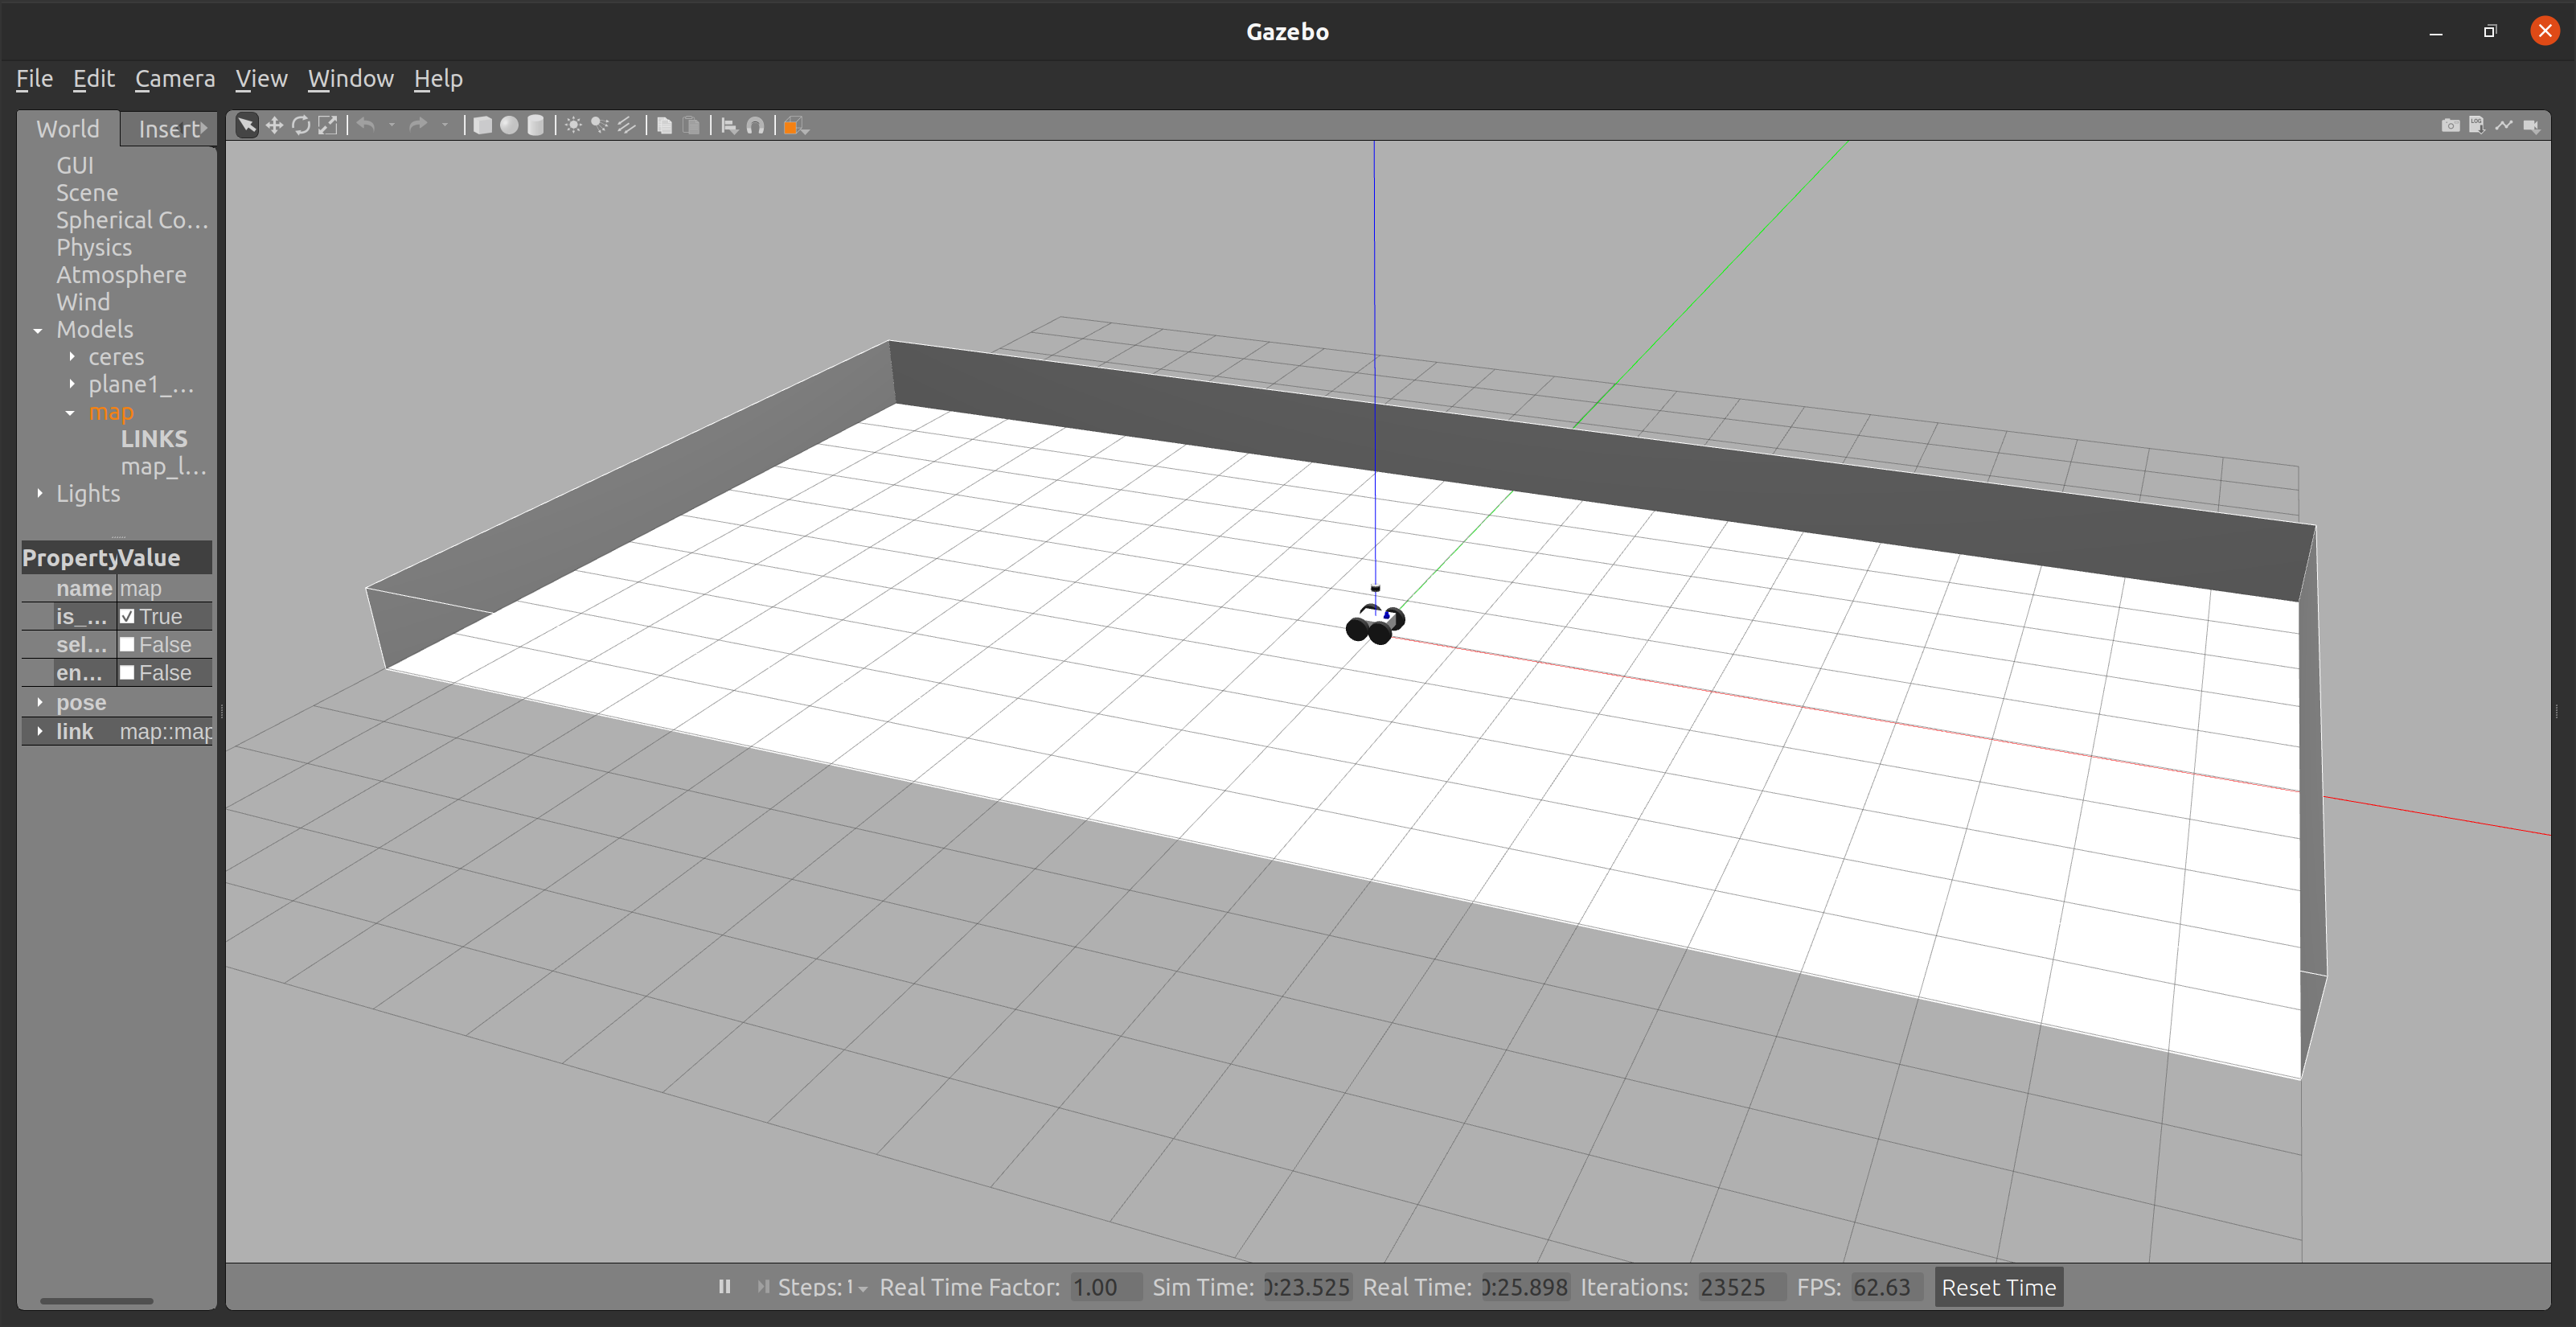 Gazebo
File Edit Camera View Window Help
World Insert
GUI
Scene
Spherical Co...
Physics
Atmosphere
Wind
Models
ceres
plane1_...
map
LINKS
map_l...
Lights
Property Value
name map
is_... True
sel... False
en... False
pose
link map::map
LOG
Steps: 1 Real Time Factor: 1.00 Sim Time: 0:23.525 Real Time: 0:25.898 Iterations: 23525 FPS: 62.63 Reset Time